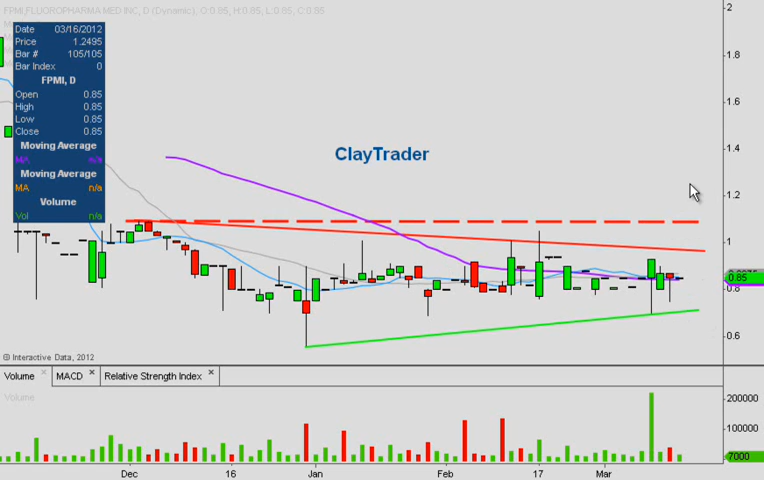 FPMI,FLUOROPHARMA MED INC, D (Dynamic), O:0.85, H:0.85, L:0.85, C:0.85
Date 03/16/2012
Price 1.2495
Bar # 105/105
Bar Index 0
FPMI, D
Open 0.85
High 0.85
Low 0.85
Close 0.85
Moving Average
MA n/a
Moving Average
MA n/a
Volume
Vol n/a
ClayTrader
2
1.8
1.6
1.4
1.2
1
0.85
0.8
0.6
© Interactive Data, 2012
Volume x MACD x Relative Strength Index x
Volume
200000
100000
7000
Dec 16 Jan Feb 17 Mar